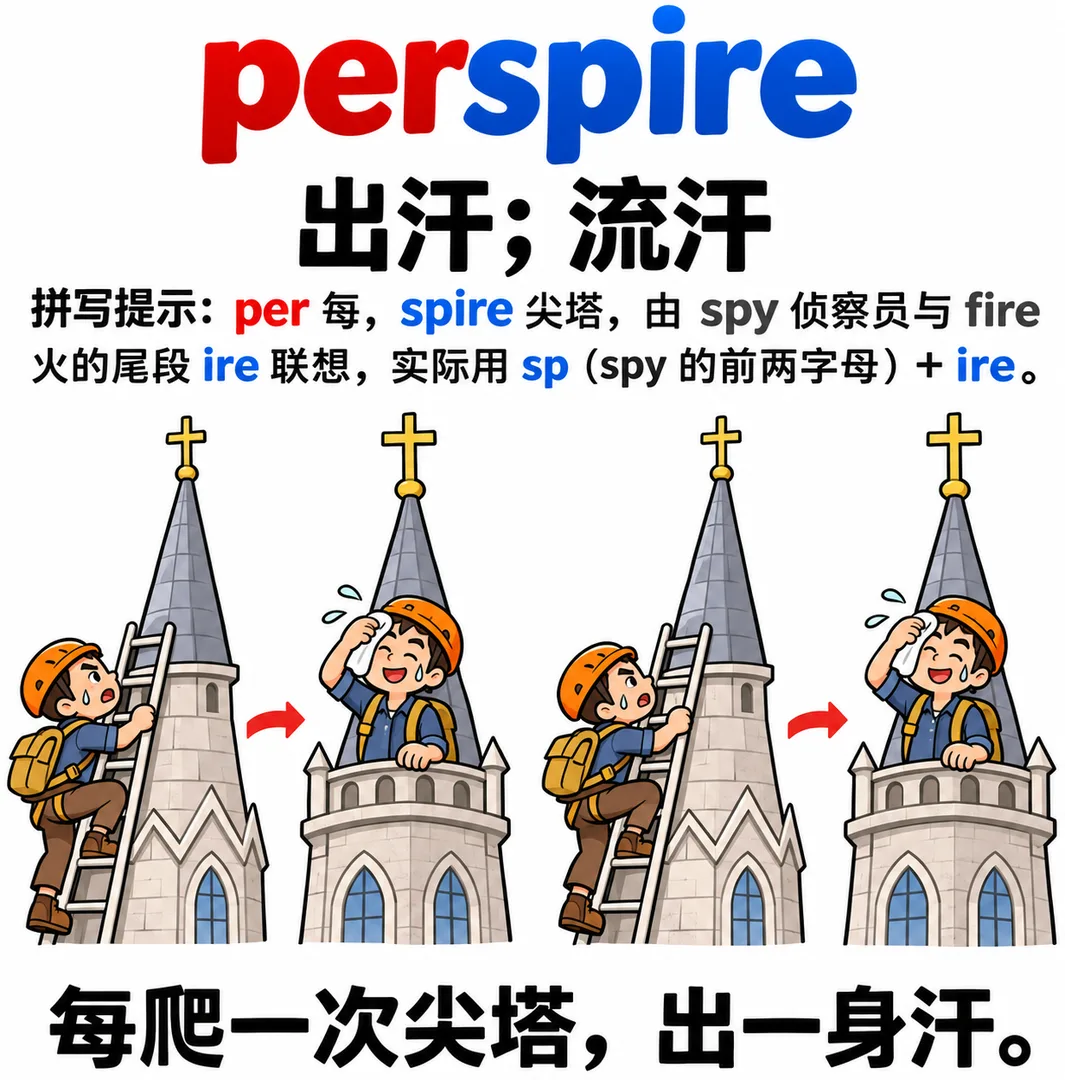 perspire
出汗；流汗
拼写提示：per 每，spire 尖塔，由 spy 侦察员与 fire
火的尾段 ire 联想，实际用 sp（spy 的前两字母）+ ire。
每爬一次尖塔，出一身汗。